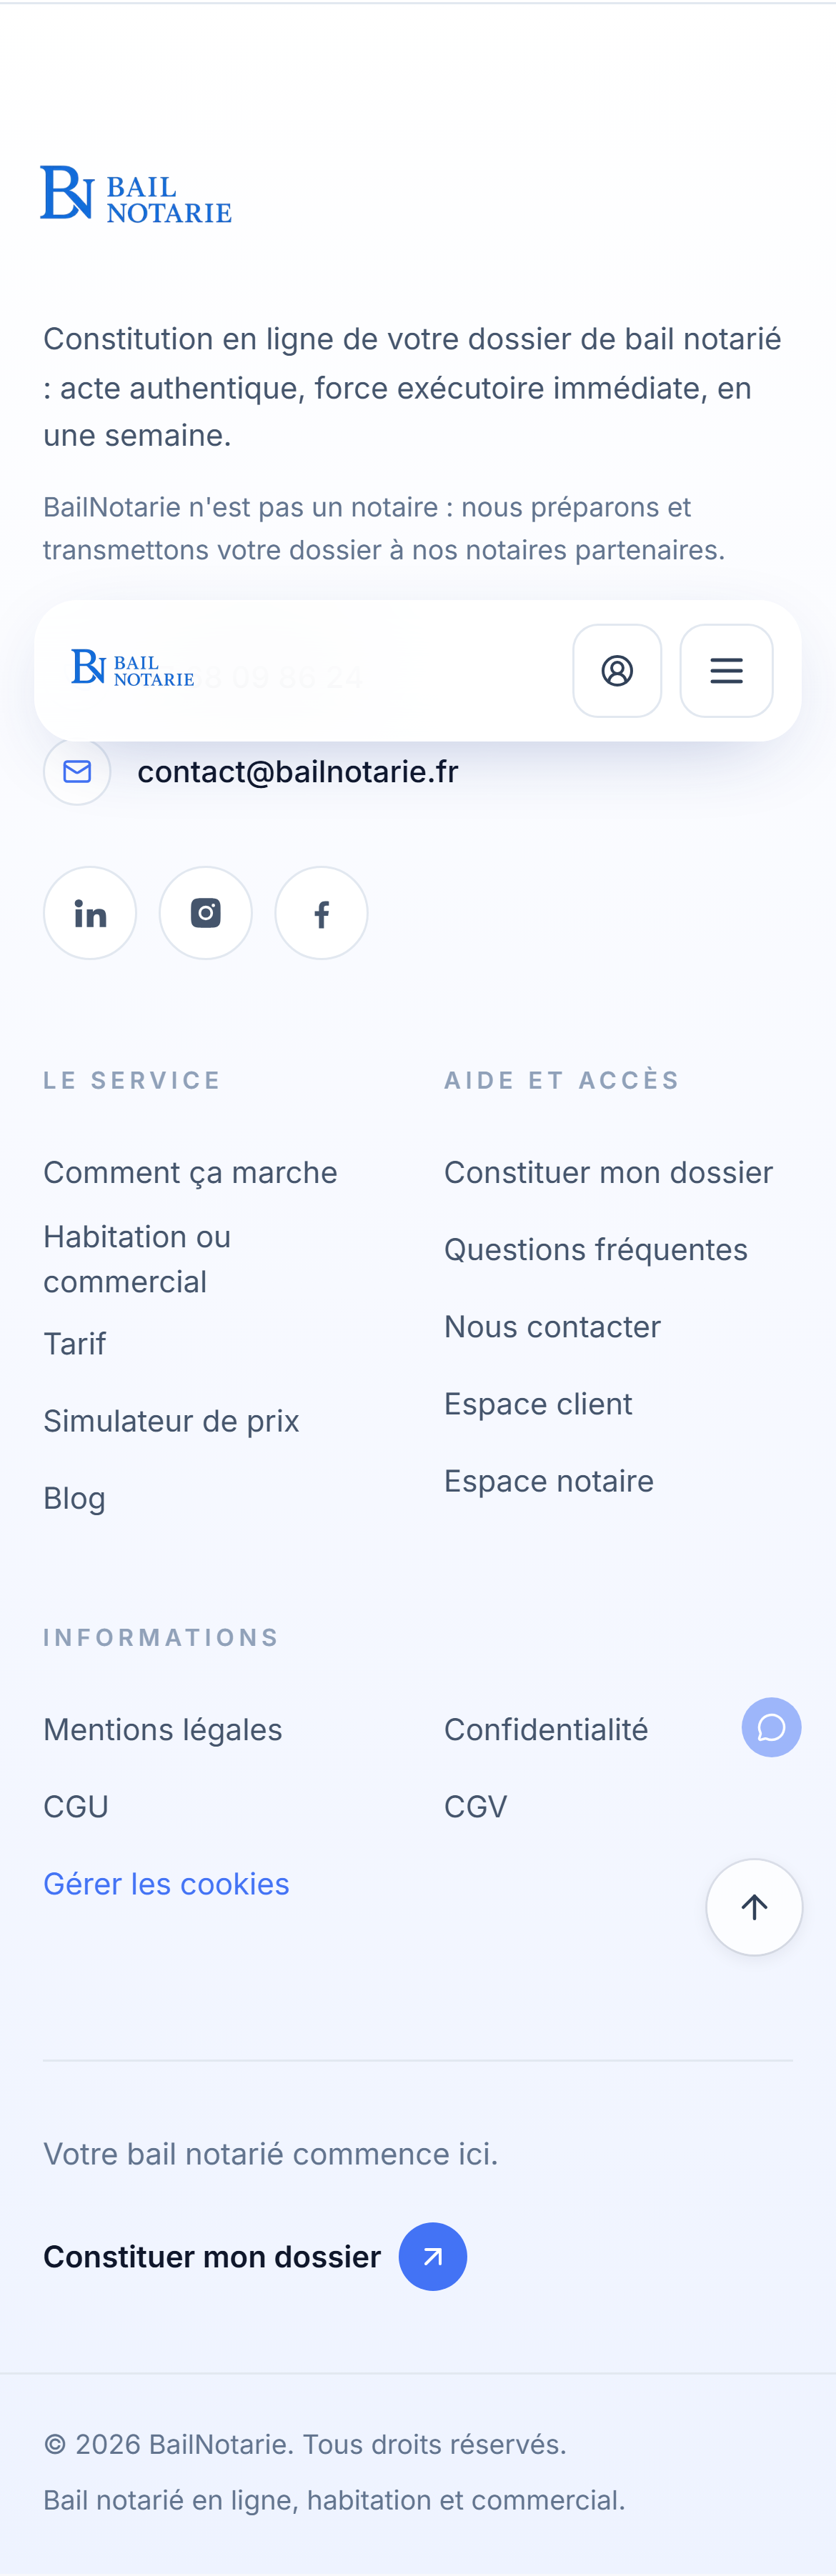 BAIL
NOTARIE
Constitution en ligne de votre dossier de bail notarié
: acte authentique, force exécutoire immédiate, en
une semaine.
BailNotarie n'est pas un notaire : nous préparons et
transmettons votre dossier à nos notaires partenaires.
BAIL
NOTARIE
09 86 24
contact@bailnotarie.fr
LE SERVICE
Comment ça marche
Habitation ou
commercial
Tarif
Simulateur de prix
Blog
AIDE ET ACCÈS
Constituer mon dossier
Questions fréquentes
Nous contacter
Espace client
Espace notaire
INFORMATIONS
Mentions légales
Confidentialité
CGU
CGV
Gérer les cookies
Votre bail notarié commence ici.
Constituer mon dossier
© 2026 BailNotarie. Tous droits réservés.
Bail notarié en ligne, habitation et commercial.